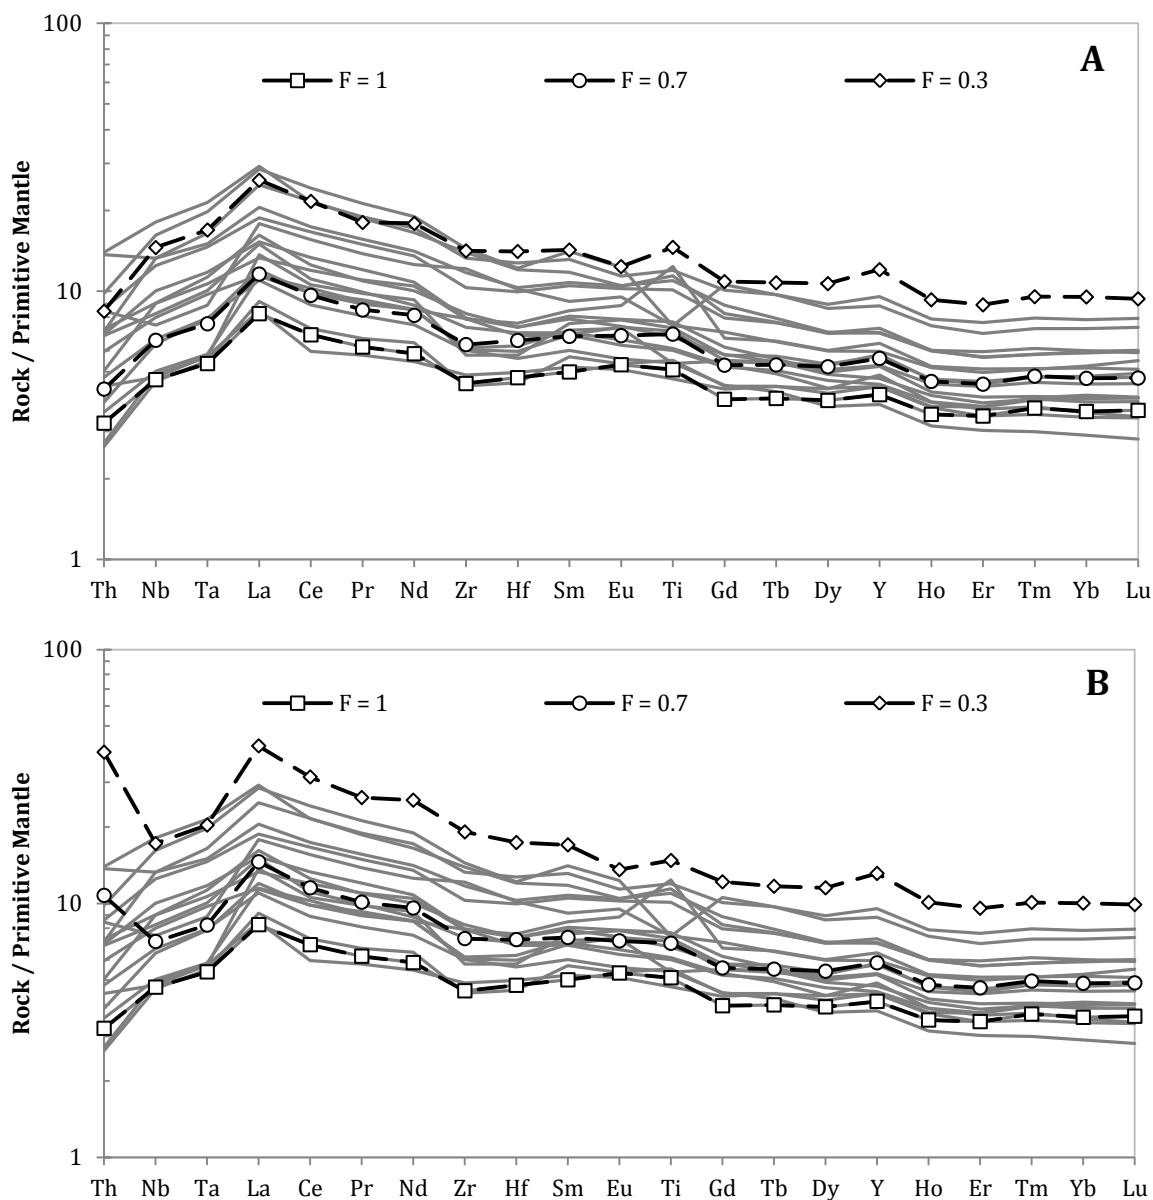 100
A
F = 1 F = 0.7 F = 0.3
Rock / Primitive Mantle
10
1
Th Nb Ta La Ce Pr Nd Zr Hf Sm Eu Ti Gd Tb Dy Y Ho Er Tm Yb Lu
100
B
F = 1 F = 0.7 F = 0.3
Rock / Primitive Mantle
10
1
Th Nb Ta La Ce Pr Nd Zr Hf Sm Eu Ti Gd Tb Dy Y Ho Er Tm Yb Lu